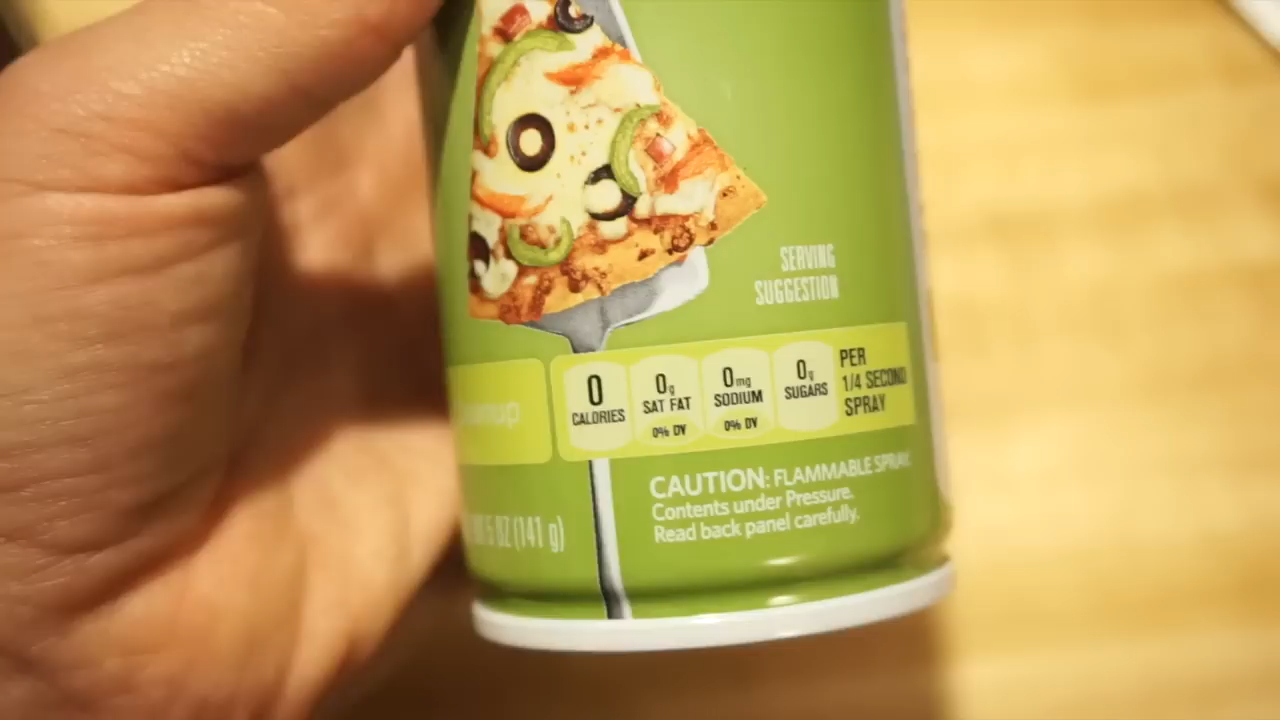 SERVING
SUGGESTION
0 CALORIES
0g SAT FAT 0% DV
0mg SODIUM 0% DV
0g SUGARS
PER
1/4 SECOND
SPRAY
CAUTION: FLAMMABLE SPRAY
Contents under Pressure.
Read back panel carefully.
OZ (141 g)